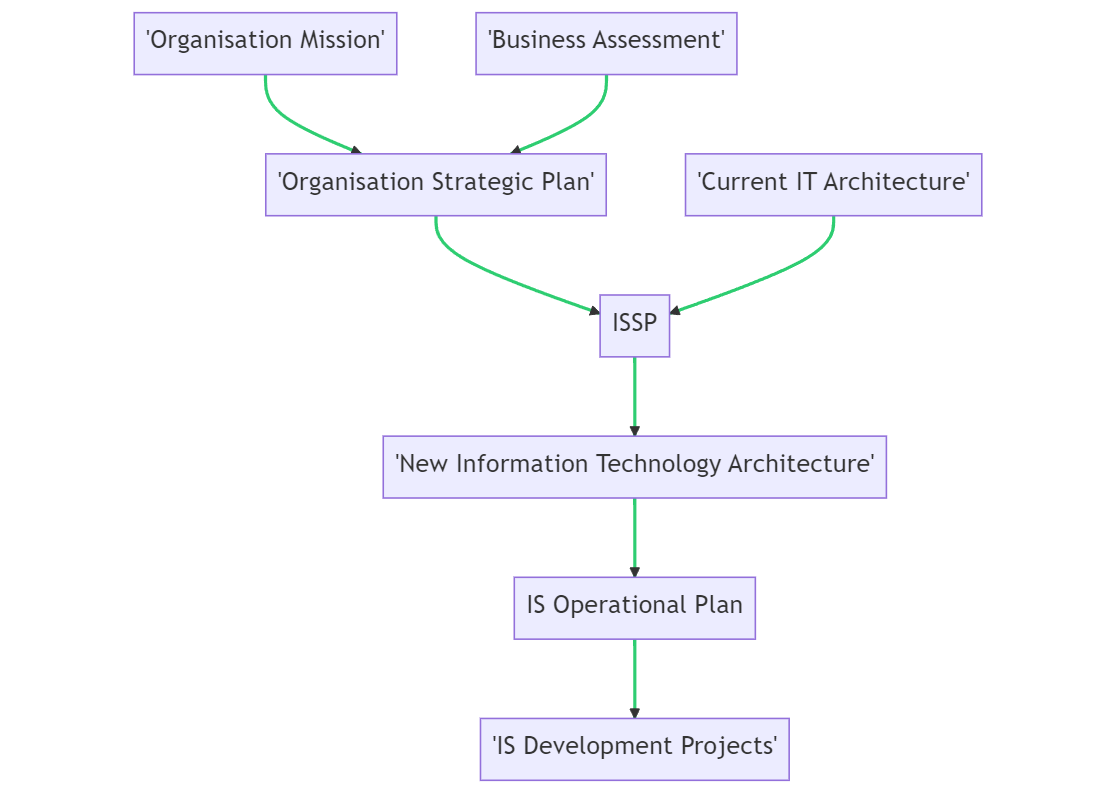 'Organisation Mission'
'Business Assessment'
'Organisation Strategic Plan'
'Current IT Architecture'
ISSP
'New Information Technology Architecture'
IS Operational Plan
'IS Development Projects'